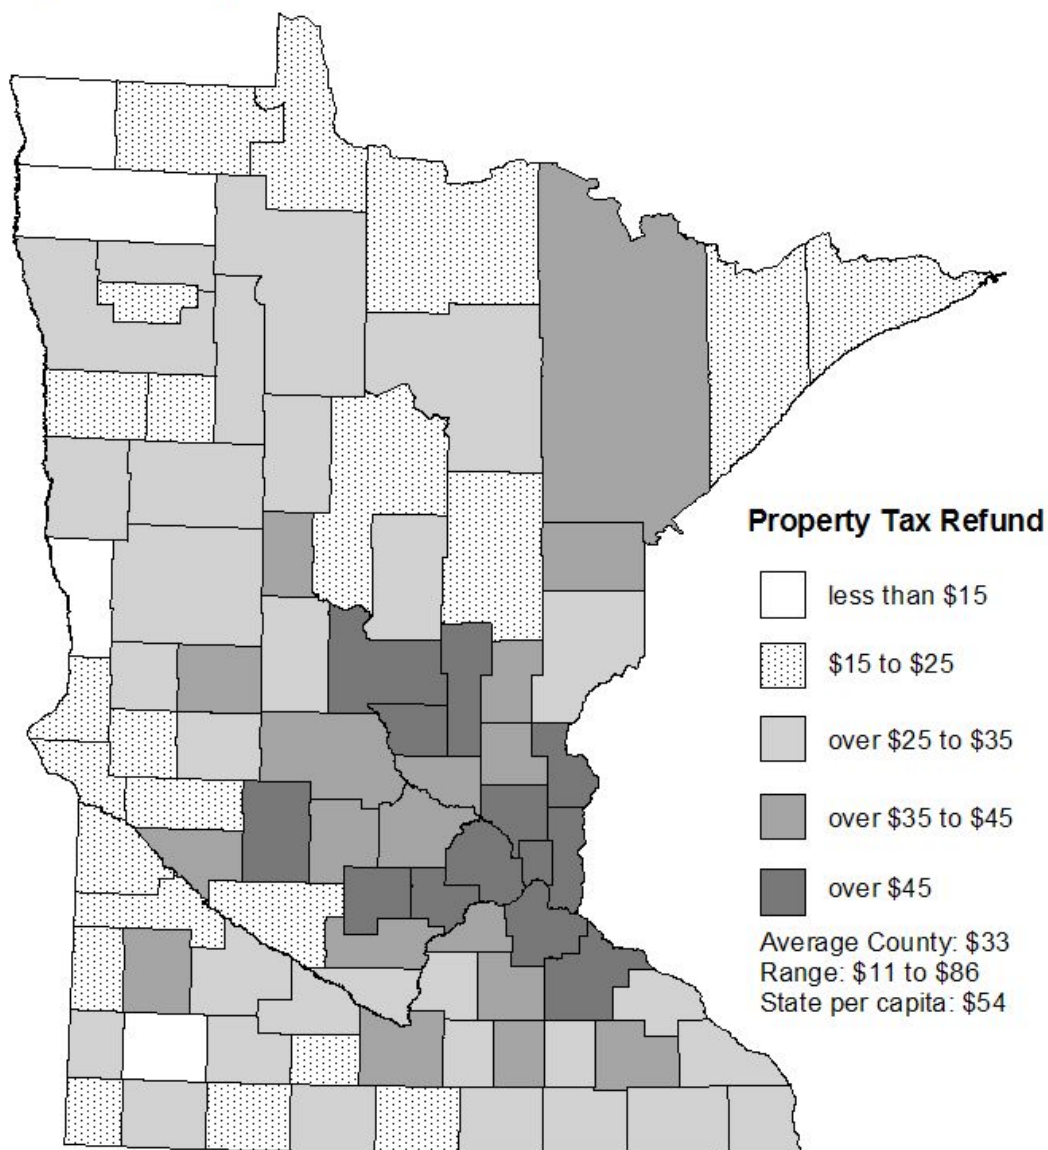 Property Tax Refund
less than $15
$15 to $25
over $25 to $35
over $35 to $45
over $45
Average County: $33
Range: $11 to $86
State per capita: $54